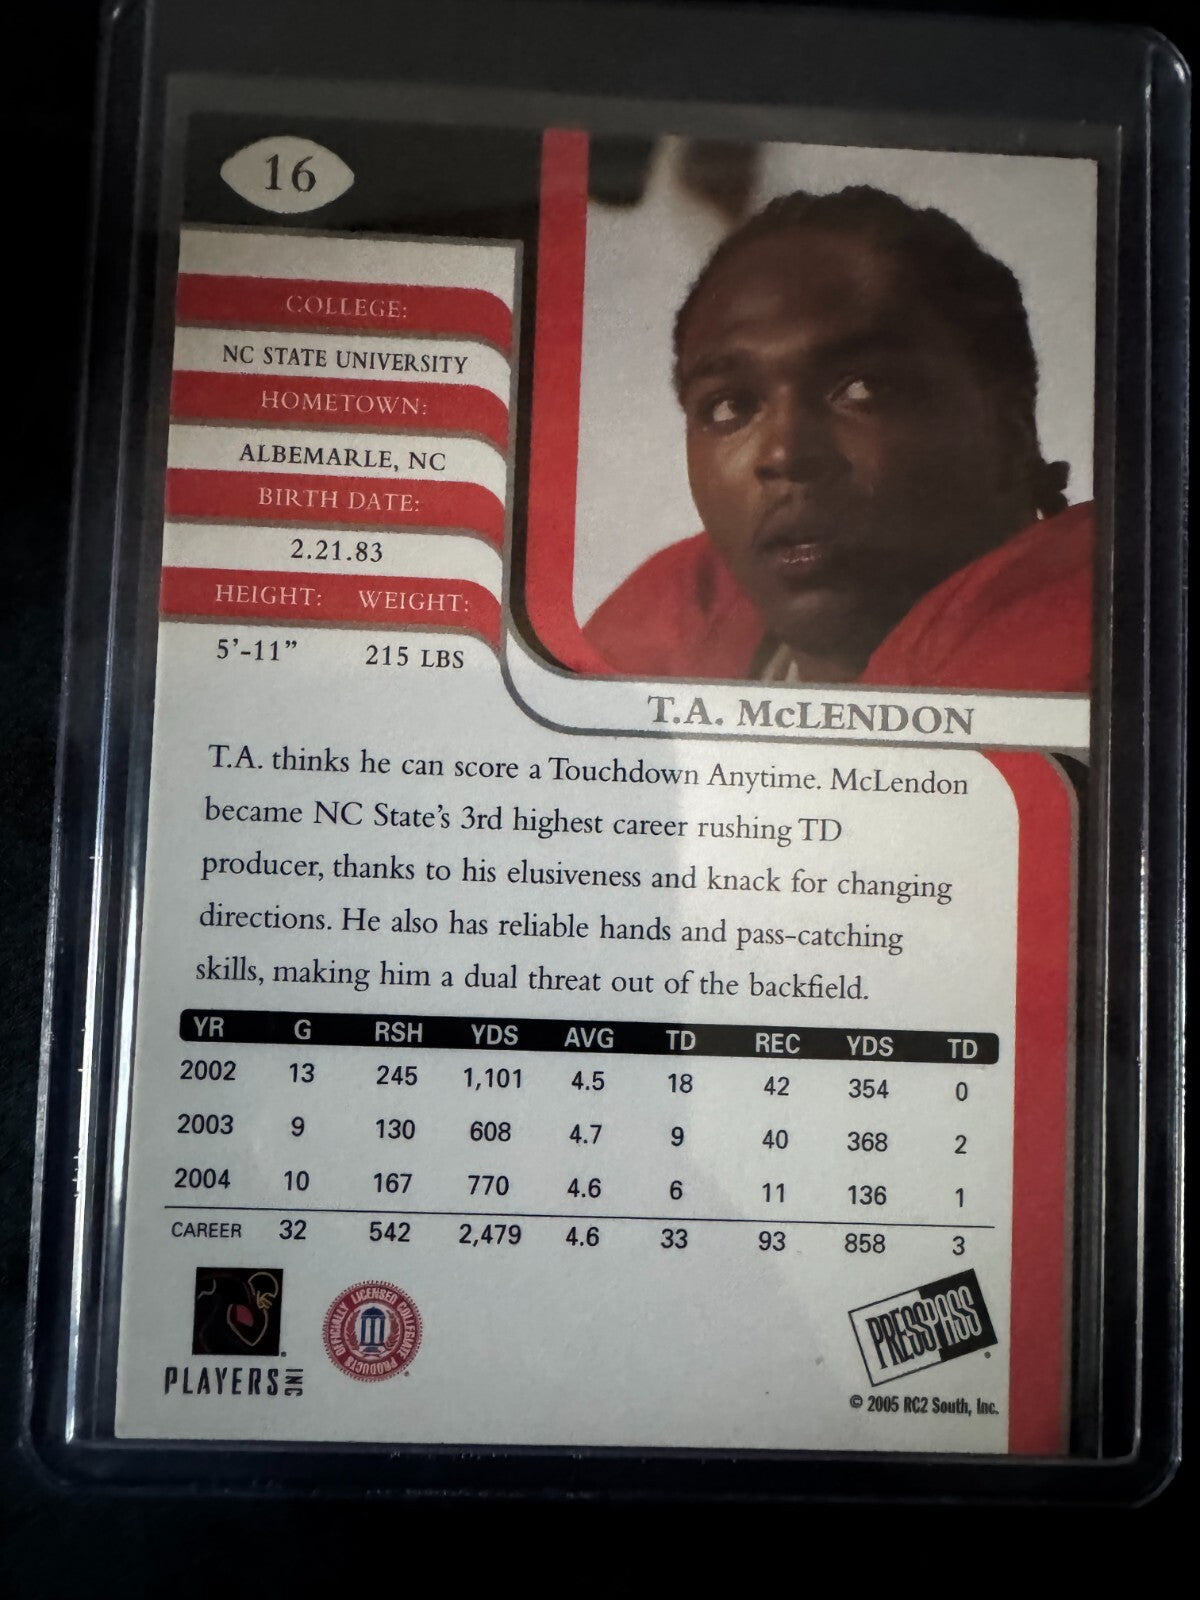 16
COLLEGE:
NC STATE UNIVERSITY
HOMETOWN:
ALBEMARLE, NC
BIRTH DATE:
2.21.83
HEIGHT: WEIGHT:
5’-11” 215 LBS
T.A. McLENDON
T.A. thinks he can score a Touchdown Anytime. McLendon
became NC State’s 3rd highest career rushing TD
producer, thanks to his elusiveness and knack for changing
directions. He also has reliable hands and pass-catching
skills, making him a dual threat out of the backfield.
YR G RSH YDS AVG TD REC YDS TD
2002 13 245 1,101 4.5 18 42 354 0
2003 9 130 608 4.7 9 40 368 2
2004 10 167 770 4.6 6 11 136 1
CAREER 32 542 2,479 4.6 33 93 858 3
PLAYERS INC
OFFICIALLY LICENSED COLLEGIATE PRODUCTS
PRESS PASS
© 2005 RC2 South, Inc.